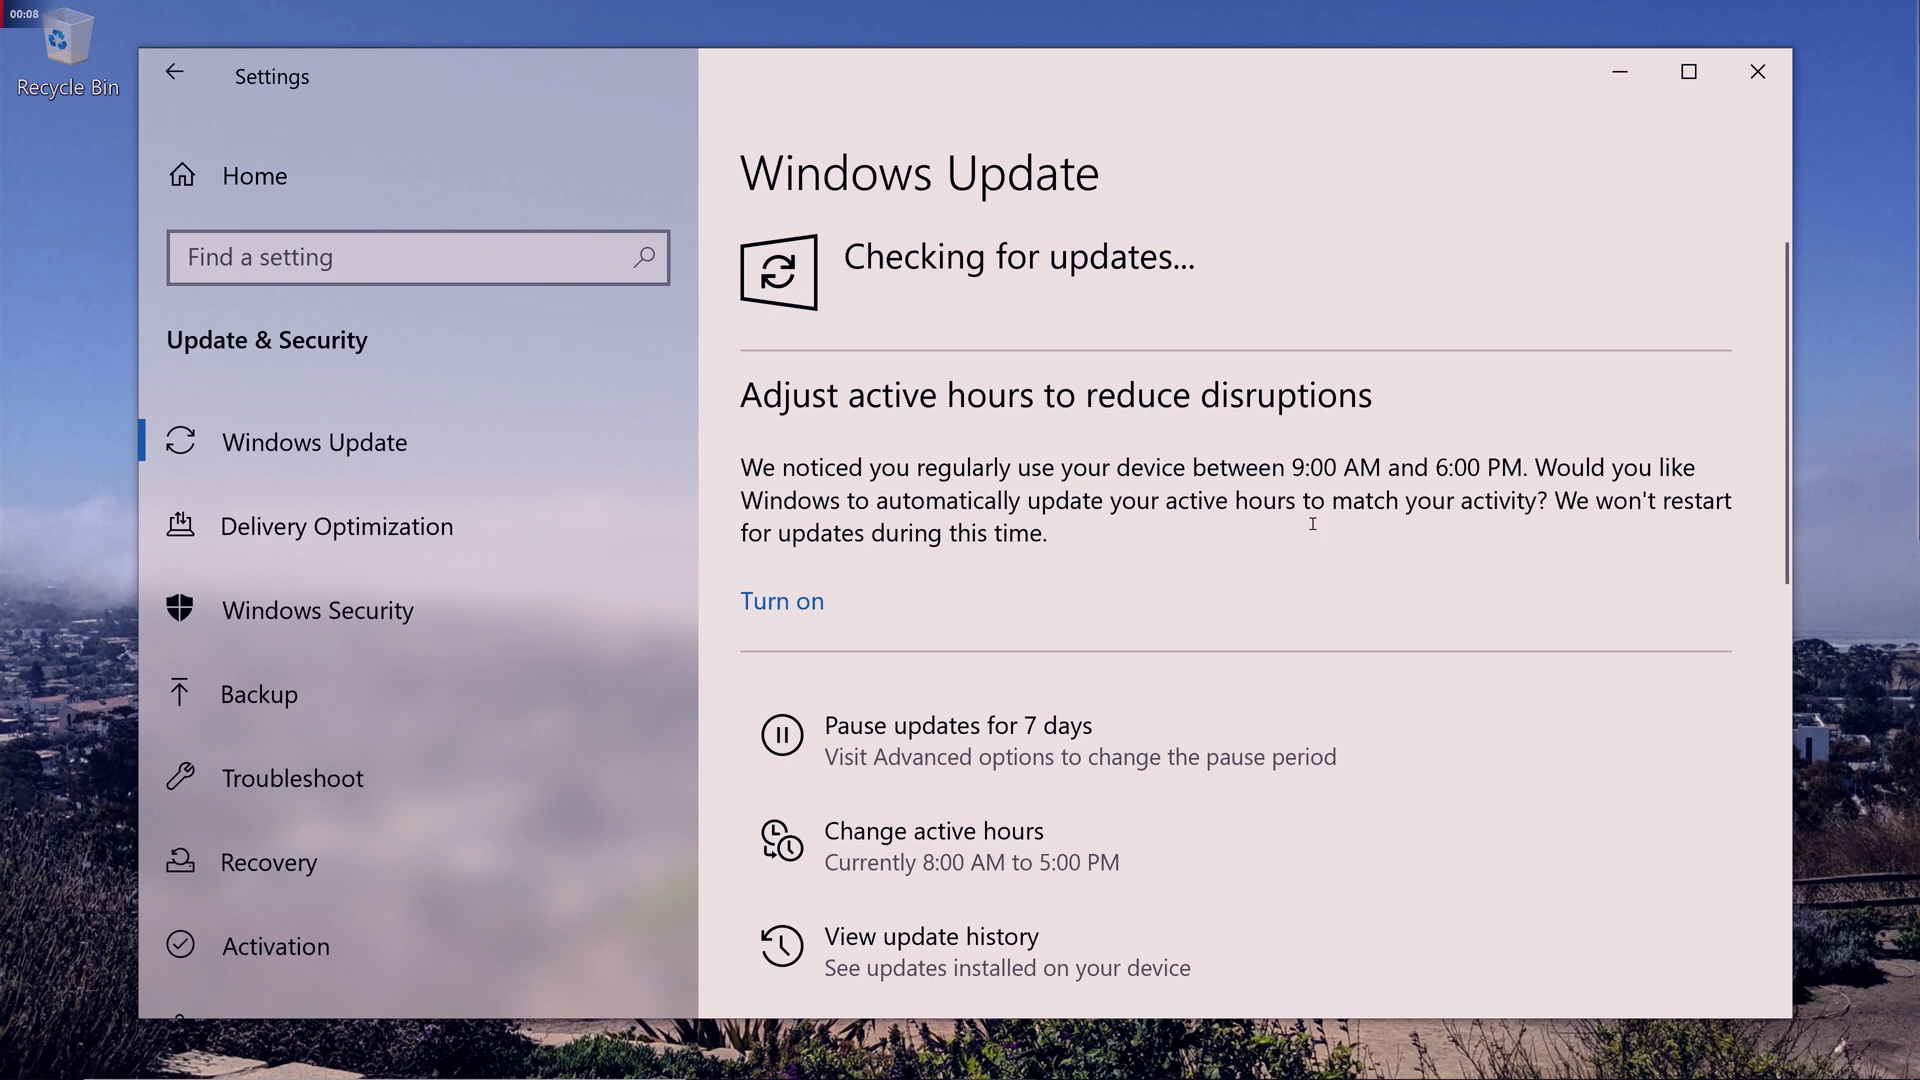 00:08
Recycle Bin
Settings
Home
Find a setting
Update & Security
Windows Update
Delivery Optimization
Windows Security
Backup
Troubleshoot
Recovery
Activation
Windows Update
Checking for updates...
Adjust active hours to reduce disruptions
We noticed you regularly use your device between 9:00 AM and 6:00 PM. Would you like
Windows to automatically update your active hours to match your activity? We won't restart
for updates during this time.
Turn on
Pause updates for 7 days
Visit Advanced options to change the pause period
Change active hours
Currently 8:00 AM to 5:00 PM
View update history
See updates installed on your device